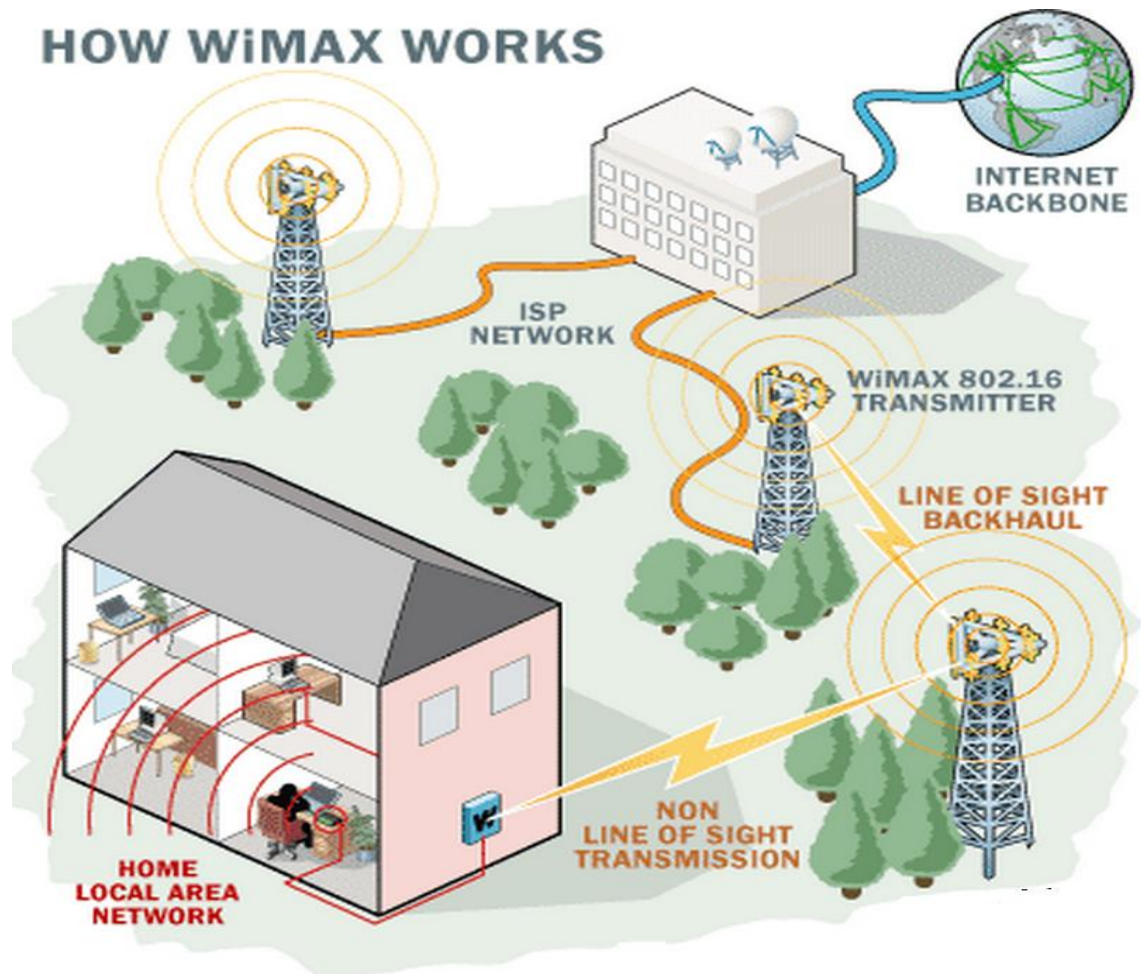 HOW WiMAX WORKS
INTERNET
BACKBONE
ISP
NETWORK
WiMAX 802.16
TRANSMITTER
LINE OF SIGHT
BACKHAUL
NON
LINE OF SIGHT
TRANSMISSION
HOME
LOCAL AREA
NETWORK